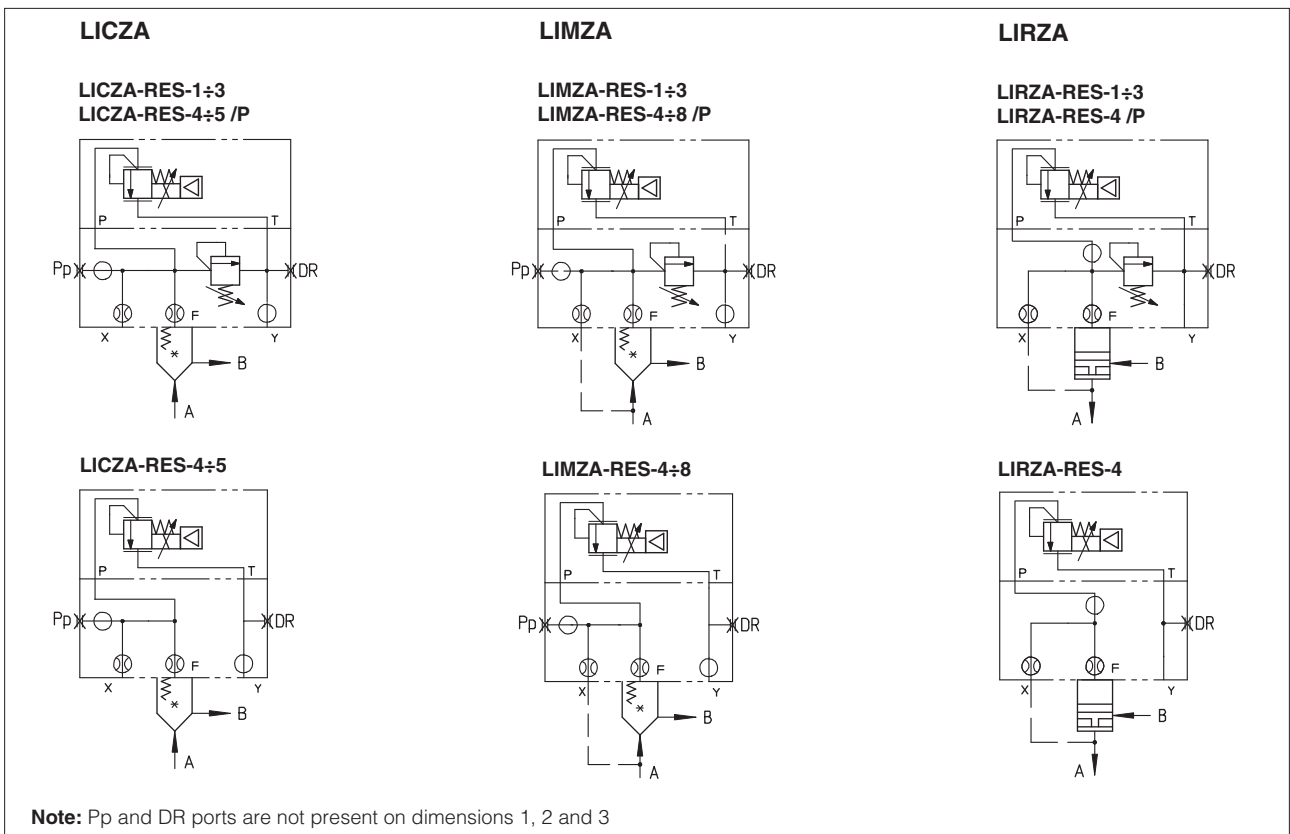 LICZA
LIMZA
LIRZA
LICZA-RES-1÷3
LICZA-RES-4÷5 /P
LIMZA-RES-1÷3
LIMZA-RES-4÷8 /P
LIRZA-RES-1÷3
LIRZA-RES-4 /P
P T
Pp DR
F
X Y
B
A
P T
Pp DR
F
X Y
B
A
P T
DR
F
X Y
B
A
LICZA-RES-4÷5
LIMZA-RES-4÷8
LIRZA-RES-4
P T
Pp DR
F
X Y
B
A
P T
Pp DR
F
X Y
B
A
P T
DR
F
X Y
B
A
Note: Pp and DR ports are not present on dimensions 1, 2 and 3